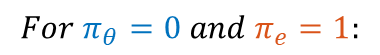 For π_θ = 0 and π_e = 1: